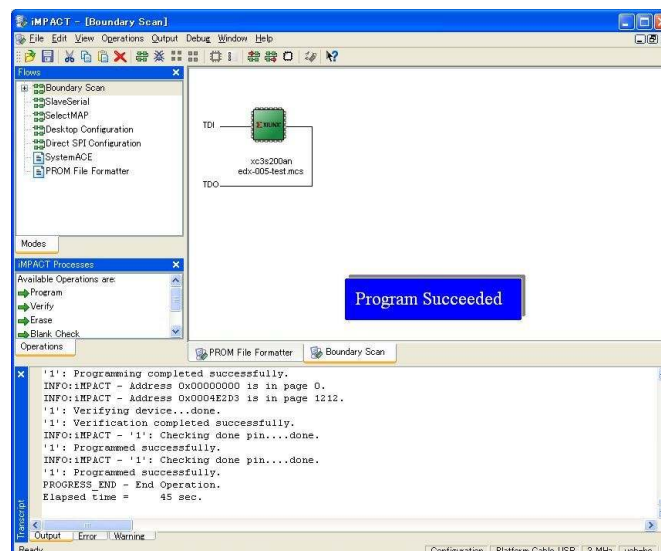 iMPACT - [Boundary Scan]
File Edit View Operations Output Debug Window Help
Flows
Boundary Scan
SlaveSerial
SelectMAP
Desktop Configuration
Direct SPI Configuration
SystemACE
PROM File Formatter
Modes
TDI
XILINX
xc3s200an
edx-005-test.mcs
TDO
iMPACT Processes
Available Operations are:
Program
Verify
Erase
Blank Check
Operations
Program Succeeded
PROM File Formatter
Boundary Scan
'1': Programming completed successfully.
INFO:iMPACT - Address 0x00000000 is in page 0.
INFO:iMPACT - Address 0x0004E2D3 is in page 1212.
'1': Verifying device...done.
'1': Verification completed successfully.
INFO:iMPACT - '1': Checking done pin....done.
'1': Programmed successfully.
INFO:iMPACT - '1': Checking done pin....done.
'1': Programmed successfully.
PROGRESS_END - End Operation.
Elapsed time = 45 sec.
Transcript
Output Error Warning
Ready
Configuration Platform Cable USB 3 MHz usb-hs